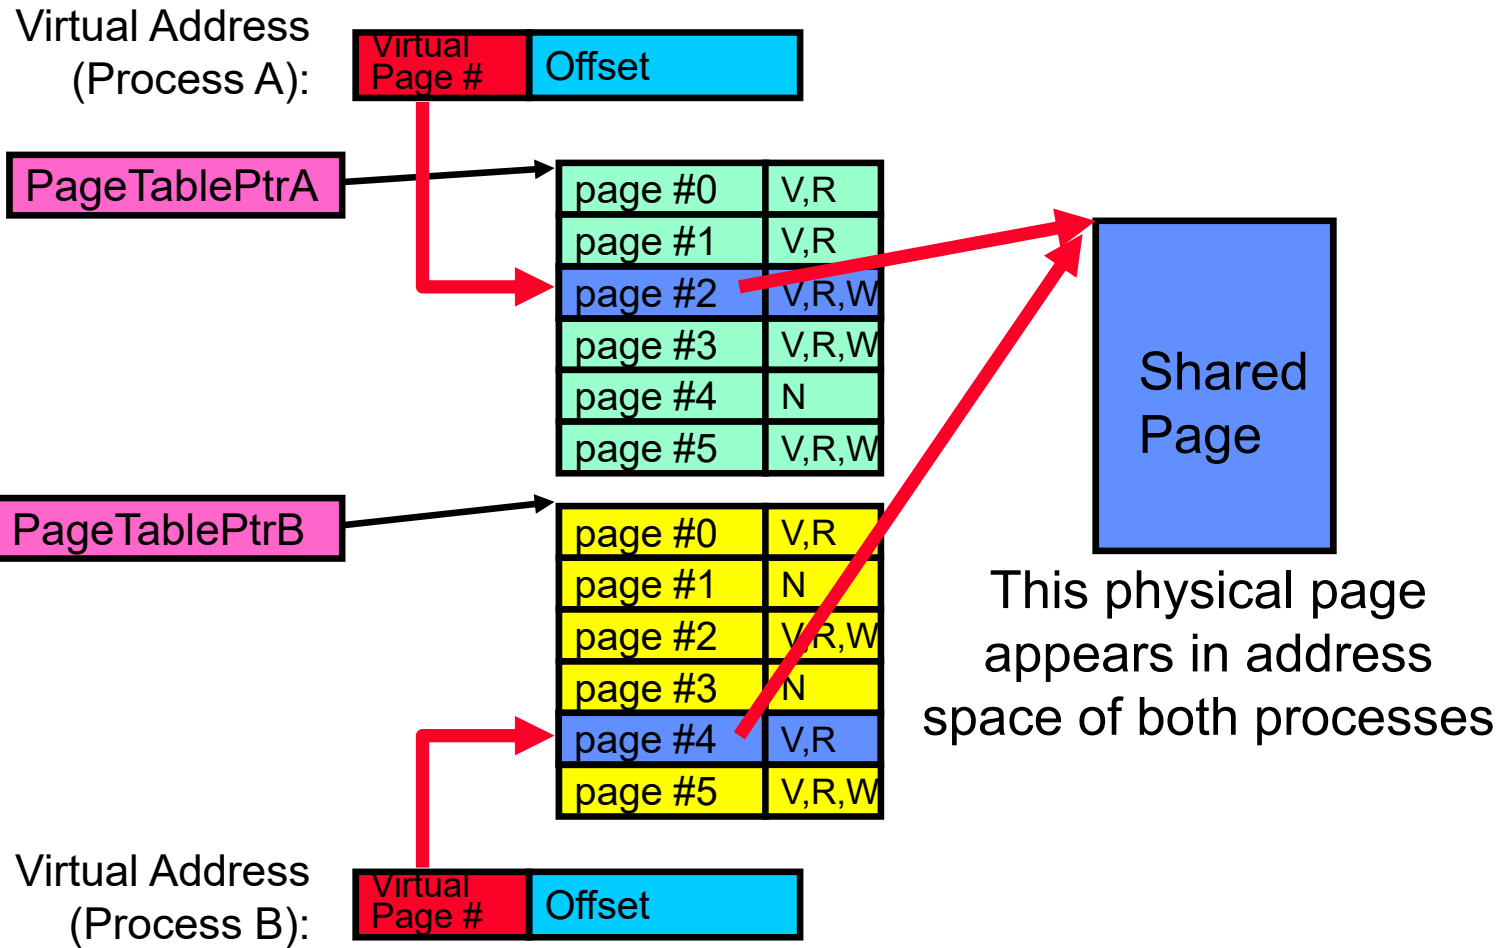 Virtual Address
(Process A):
Virtual
Page #
Offset
PageTablePtrA
page #0 V,R
page #1 V,R
page #2 V,R,W
page #3 V,R,W
page #4 N
page #5 V,R,W
Shared
Page
This physical page
appears in address
space of both processes
PageTablePtrB
page #0 V,R
page #1 N
page #2 V,R,W
page #3 N
page #4 V,R
page #5 V,R,W
Virtual Address
(Process B):
Virtual
Page #
Offset